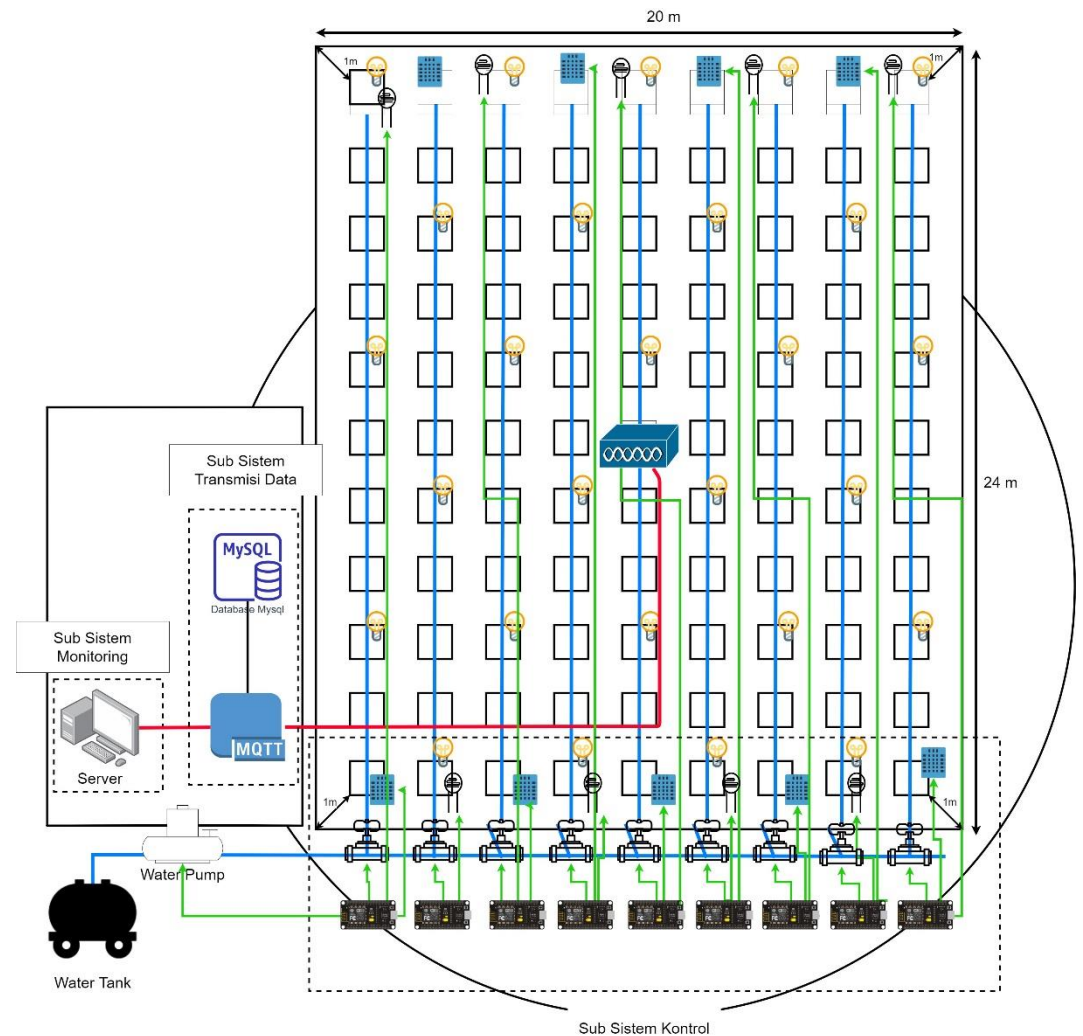 20 m
1m
1m
24 m
Sub Sistem
Transmisi Data
MySQL
Database Mysql
Sub Sistem
Monitoring
MQTT
Server
1m
1m
Water Pump
Water Tank
Sub Sistem Kontrol